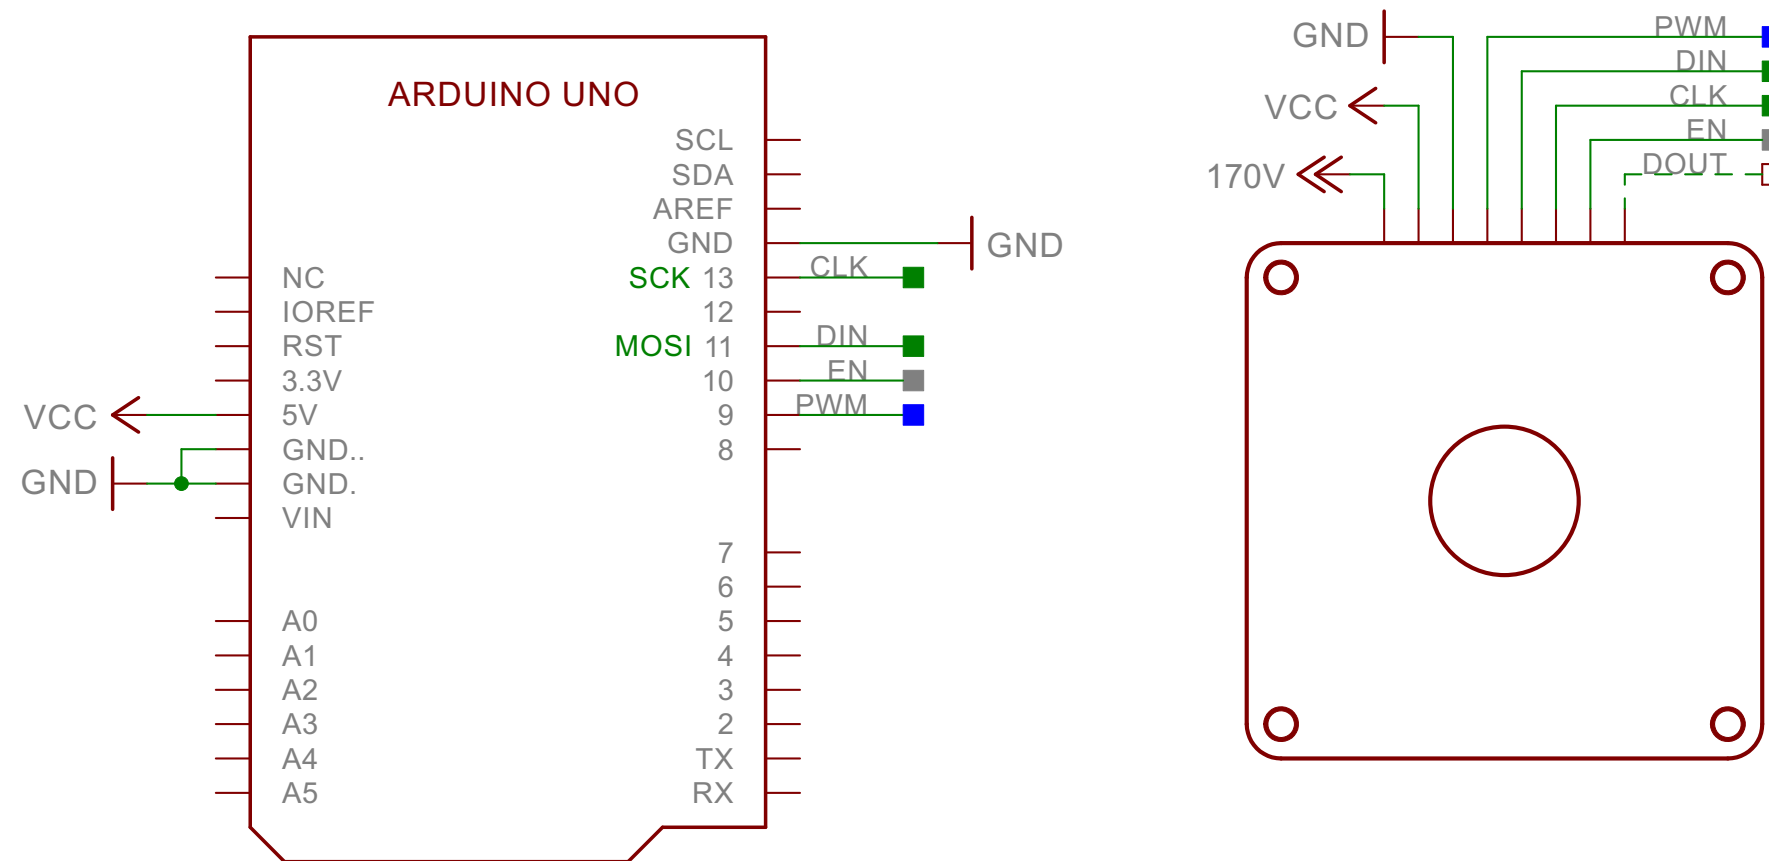 ARDUINO UNO
SCL
SDA
AREF
GND
GND
NC
SCK 13
CLK
IOREF
12
RST
MOSI 11
DIN
3.3V
10
EN
VCC
5V
9
PWM
GND..
8
GND
GND.
VIN
7
6
A0
5
A1
4
A2
3
A3
2
A4
TX
A5
RX
GND
PWM
DIN
VCC
CLK
EN
170V
DOUT